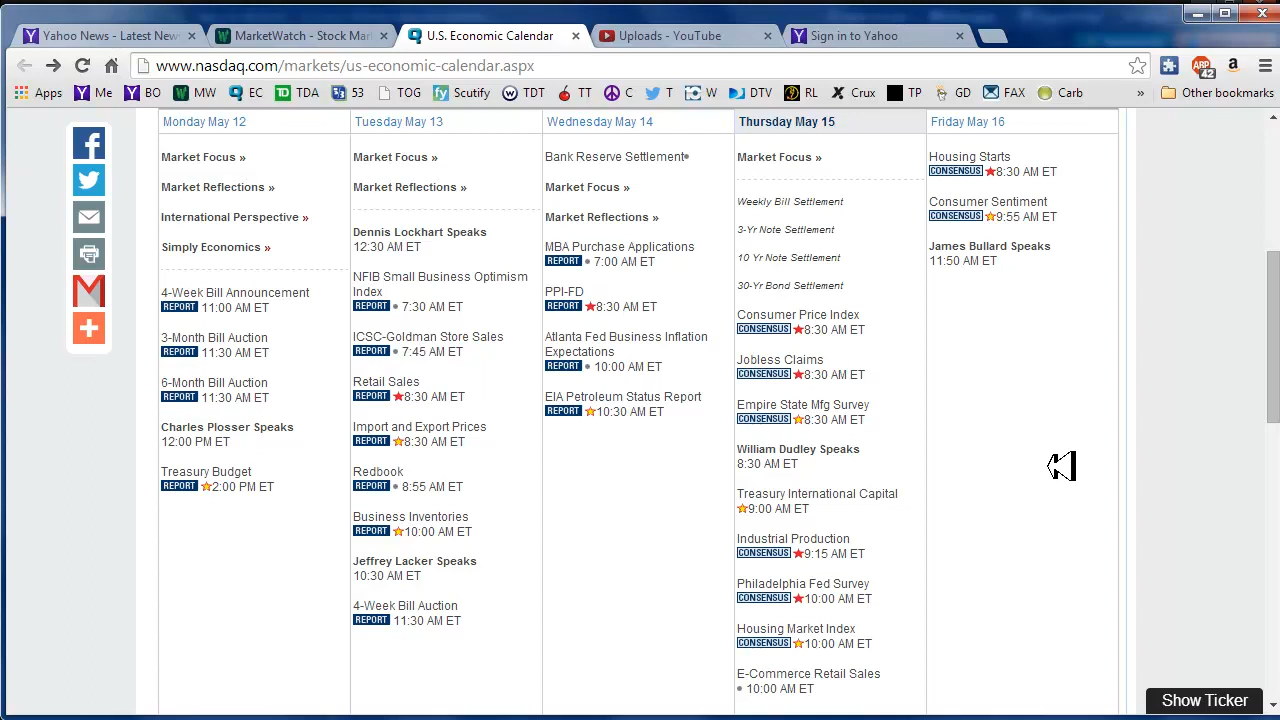 Yahoo News - Latest News
MarketWatch - Stock Mar
U.S. Economic Calendar
Uploads - YouTube
Sign in to Yahoo
www.nasdaq.com/markets/us-economic-calendar.aspx
ABP
42
Apps
Me
BO
MW
EC
TDA
53
TOG
Scutify
TDT
TT
C
T
W
DTV
RL
Crux
TP
GD
FAX
Carb
»
Other bookmarks
Monday May 12
Market Focus »
Market Reflections »
International Perspective »
Simply Economics »
4-Week Bill Announcement
REPORT 11:00 AM ET
3-Month Bill Auction
REPORT 11:30 AM ET
6-Month Bill Auction
REPORT 11:30 AM ET
Charles Plosser Speaks
12:00 PM ET
Treasury Budget
REPORT ★2:00 PM ET
Tuesday May 13
Market Focus »
Market Reflections »
Dennis Lockhart Speaks
12:30 AM ET
NFIB Small Business Optimism
Index
REPORT • 7:30 AM ET
ICSC-Goldman Store Sales
REPORT • 7:45 AM ET
Retail Sales
REPORT ★8:30 AM ET
Import and Export Prices
REPORT ★8:30 AM ET
Redbook
REPORT • 8:55 AM ET
Business Inventories
REPORT ★10:00 AM ET
Jeffrey Lacker Speaks
10:30 AM ET
4-Week Bill Auction
REPORT 11:30 AM ET
Wednesday May 14
Bank Reserve Settlement•
Market Focus »
Market Reflections »
MBA Purchase Applications
REPORT • 7:00 AM ET
PPI-FD
REPORT ★8:30 AM ET
Atlanta Fed Business Inflation
Expectations
REPORT • 10:00 AM ET
EIA Petroleum Status Report
REPORT ★10:30 AM ET
Thursday May 15
Market Focus »
Weekly Bill Settlement
3-Yr Note Settlement
10 Yr Note Settlement
30-Yr Bond Settlement
Consumer Price Index
CONSENSUS ★8:30 AM ET
Jobless Claims
CONSENSUS ★8:30 AM ET
Empire State Mfg Survey
CONSENSUS ★8:30 AM ET
William Dudley Speaks
8:30 AM ET
Treasury International Capital
★9:00 AM ET
Industrial Production
CONSENSUS ★9:15 AM ET
Philadelphia Fed Survey
CONSENSUS ★10:00 AM ET
Housing Market Index
CONSENSUS ★10:00 AM ET
E-Commerce Retail Sales
• 10:00 AM ET
Friday May 16
Housing Starts
CONSENSUS ★8:30 AM ET
Consumer Sentiment
CONSENSUS ★9:55 AM ET
James Bullard Speaks
11:50 AM ET
Show Ticker